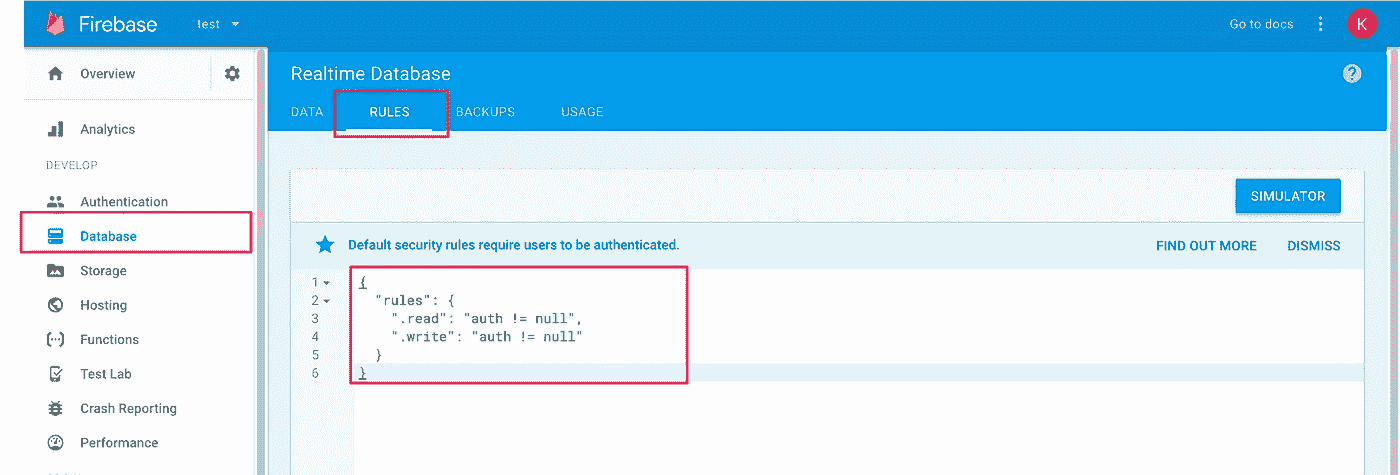 Firebase test Go to docs K
Overview
Realtime Database ?
DATA RULES BACKUPS USAGE
Analytics
DEVELOP
Authentication
SIMULATOR
Database
Default security rules require users to be authenticated. FIND OUT MORE DISMISS
Storage
Hosting
Functions
Test Lab
Crash Reporting
Performance
1 {
2 "rules": {
3 ".read": "auth != null",
4 ".write": "auth != null"
5 }
6 }